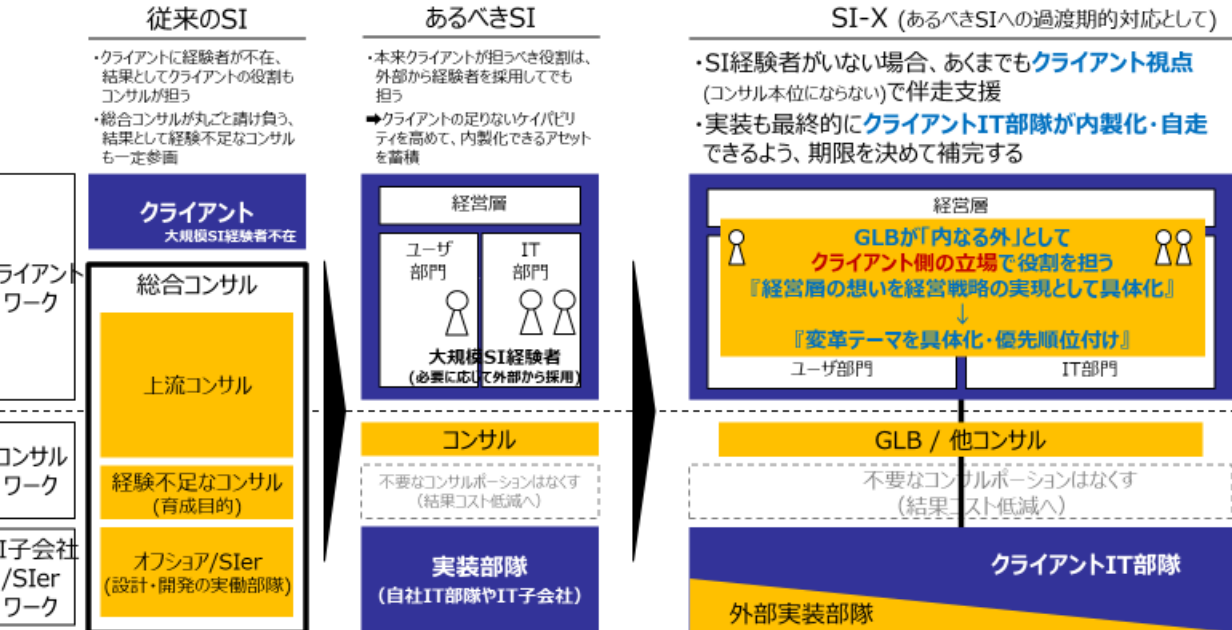 従来のSI
・クライアントに経験者が不在、
結果としてクライアントの役割も
コンサルが担う
・総合コンサルが丸ごと請け負う、
結果として経験不足なコンサル
も一定参画
クライアント
大規模SI経験者不在
総合コンサル
上流コンサル
経験不足なコンサル
(育成目的)
オフショア/SIer
(設計・開発の実働部隊)
ライアント
ワーク
コンサル
ワーク
I子会社
/SIer
ワーク
あるべきSI
・本来クライアントが担うべき役割は、
外部から経験者を採用してでも
担う
➡クライアントの足りないケイパビリ
ティを高めて、内製化できるアセット
を蓄積
経営層
ユーザ
部門
IT
部門
大規模SI経験者
(必要に応じて外部から採用)
コンサル
不要なコンサルポーションはなくす
(結果コスト低減へ)
実装部隊
(自社IT部隊やIT子会社)
SI-X (あるべきSIへの過渡期的対応として)
・SI経験者がいない場合、あくまでもクライアント視点
(コンサル本位にならない)で伴走支援
・実装も最終的にクライアントIT部隊が内製化・自走
できるよう、期限を決めて補完する
経営層
GLBが「内なる外」として
クライアント側の立場で役割を担う
『経営層の想いを経営戦略の実現として具体化』
↓
『変革テーマを具体化・優先順位付け』
ユーザ部門
IT部門
GLB / 他コンサル
不要なコンサルポーションはなくす
(結果コスト低減へ)
クライアントIT部隊
外部実装部隊